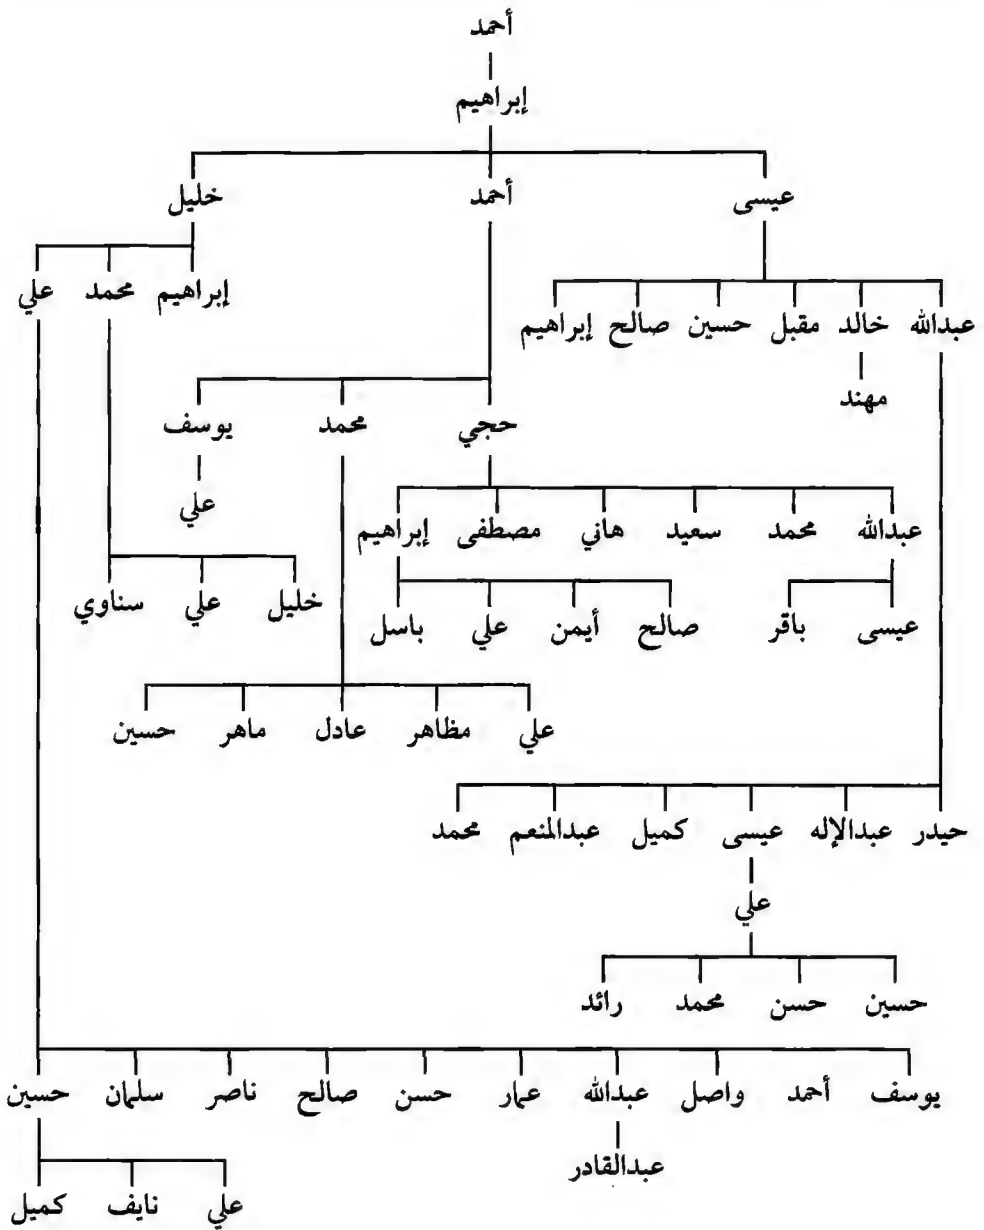 أحمد
إبراهيم
عيسى أحمد خليل
إبراهيم محمد علي
عبدالله خالد مقبل حسين صالح إبراهيم
مهند
حجي محمد يوسف
علي
عبدالله محمد سعيد هاني مصطفى إبراهيم
خليل علي سناوي
عيسى باقر صالح أيمن علي باسل
علي مظاهر عادل ماهر حسين
حيدر عبدالإله عيسى كميل عبدالمنعم محمد
علي
حسين حسن محمد رائد
يوسف أحمد واصل عبدالله عمار حسن صالح ناصر سلمان حسين
عبدالقادر
علي نايف كميل